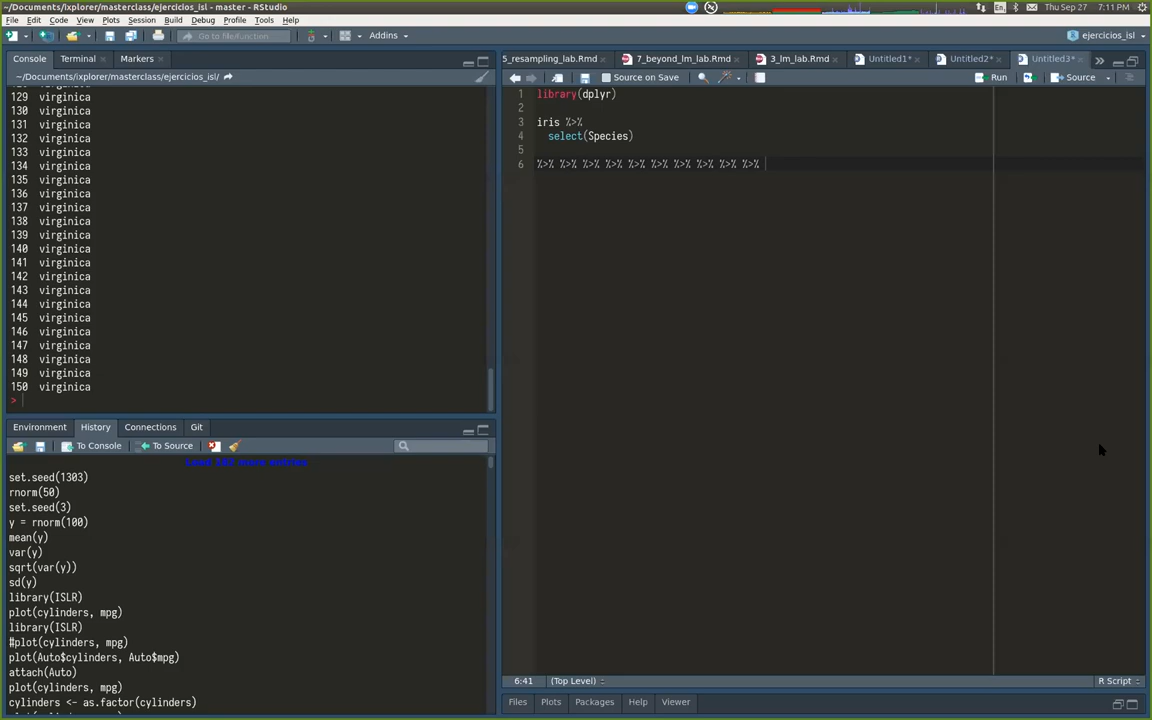 ~/Documents/ixplorer/masterclass/ejercicios_isl - master - RStudio
En
Thu Sep 27 7:11 PM
File Edit Code View Plots Session Build Debug Profile Tools Help
Go to file/function
Addins
ejercicios_isl
Console Terminal Markers
~/Documents/ixplorer/masterclass/ejercicios_isl/
129 virginica
130 virginica
131 virginica
132 virginica
133 virginica
134 virginica
135 virginica
136 virginica
137 virginica
138 virginica
139 virginica
140 virginica
141 virginica
142 virginica
143 virginica
144 virginica
145 virginica
146 virginica
147 virginica
148 virginica
149 virginica
150 virginica
>
Environment History Connections Git
To Console To Source
set.seed(1303)
rnorm(50)
set.seed(3)
y = rnorm(100)
mean(y)
var(y)
sqrt(var(y))
sd(y)
library(ISLR)
plot(cylinders, mpg)
library(ISLR)
#plot(cylinders, mpg)
plot(Auto$cylinders, Auto$mpg)
attach(Auto)
plot(cylinders, mpg)
cylinders <- as.factor(cylinders)
5_resampling_lab.Rmd 7_beyond_lm_lab.Rmd 3_lm_lab.Rmd Untitled1* Untitled2* Untitled3*
Source on Save Run Source
1 library(dplyr)
2
3 iris %>%
4 select(Species)
5
6 %>% %>% %>% %>% %>% %>% %>% %>% %>% %>%
6:41 (Top Level) R Script
Files Plots Packages Help Viewer